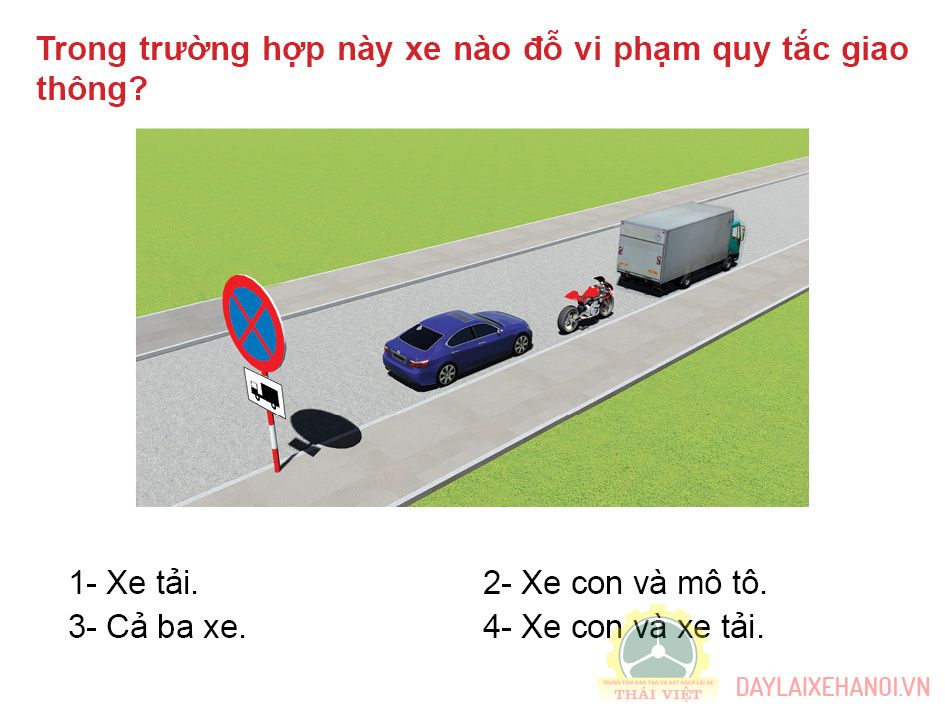 Trong trường hợp này xe nào đỗ vi phạm quy tắc giao
thông?
1- Xe tải.
2- Xe con và mô tô.
3- Cả ba xe.
4- Xe con và xe tải.
TRUNG TÂM ĐÀO TẠO VÀ SÁT HẠCH LÁI XE
THÁI VIỆT
DAYLAIXEHANOI.VN